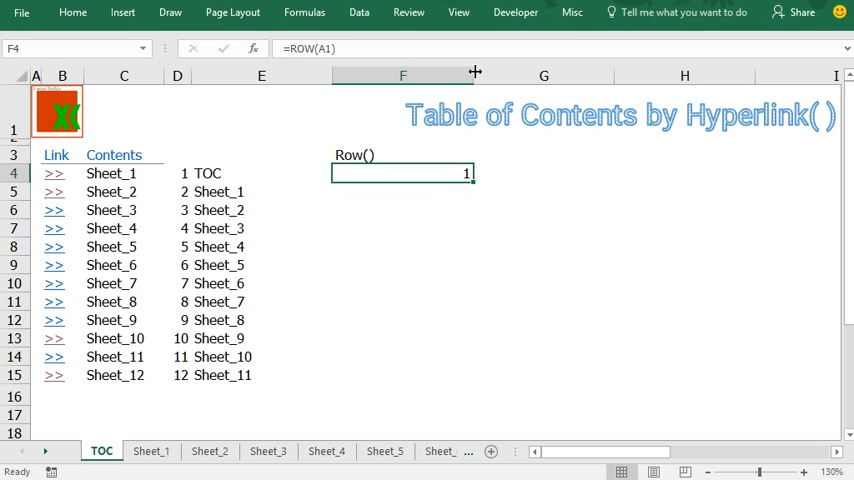 File Home Insert Draw Page Layout Formulas Data Review View Developer Misc Tell me what you want to do Share
F4 fx =ROW(A1)
A B C D E F G H I
1 Table of Contents by Hyperlink( )
2
3 Link Contents Row()
4 >> Sheet_1 1 TOC 1
5 >> Sheet_2 2 Sheet_1
6 >> Sheet_3 3 Sheet_2
7 >> Sheet_4 4 Sheet_3
8 >> Sheet_5 5 Sheet_4
9 >> Sheet_6 6 Sheet_5
10 >> Sheet_7 7 Sheet_6
11 >> Sheet_8 8 Sheet_7
12 >> Sheet_9 9 Sheet_8
13 >> Sheet_10 10 Sheet_9
14 >> Sheet_11 11 Sheet_10
15 >> Sheet_12 12 Sheet_11
16
17
18
TOC Sheet_1 Sheet_2 Sheet_3 Sheet_4 Sheet_5 Sheet_ ...
Ready 130%